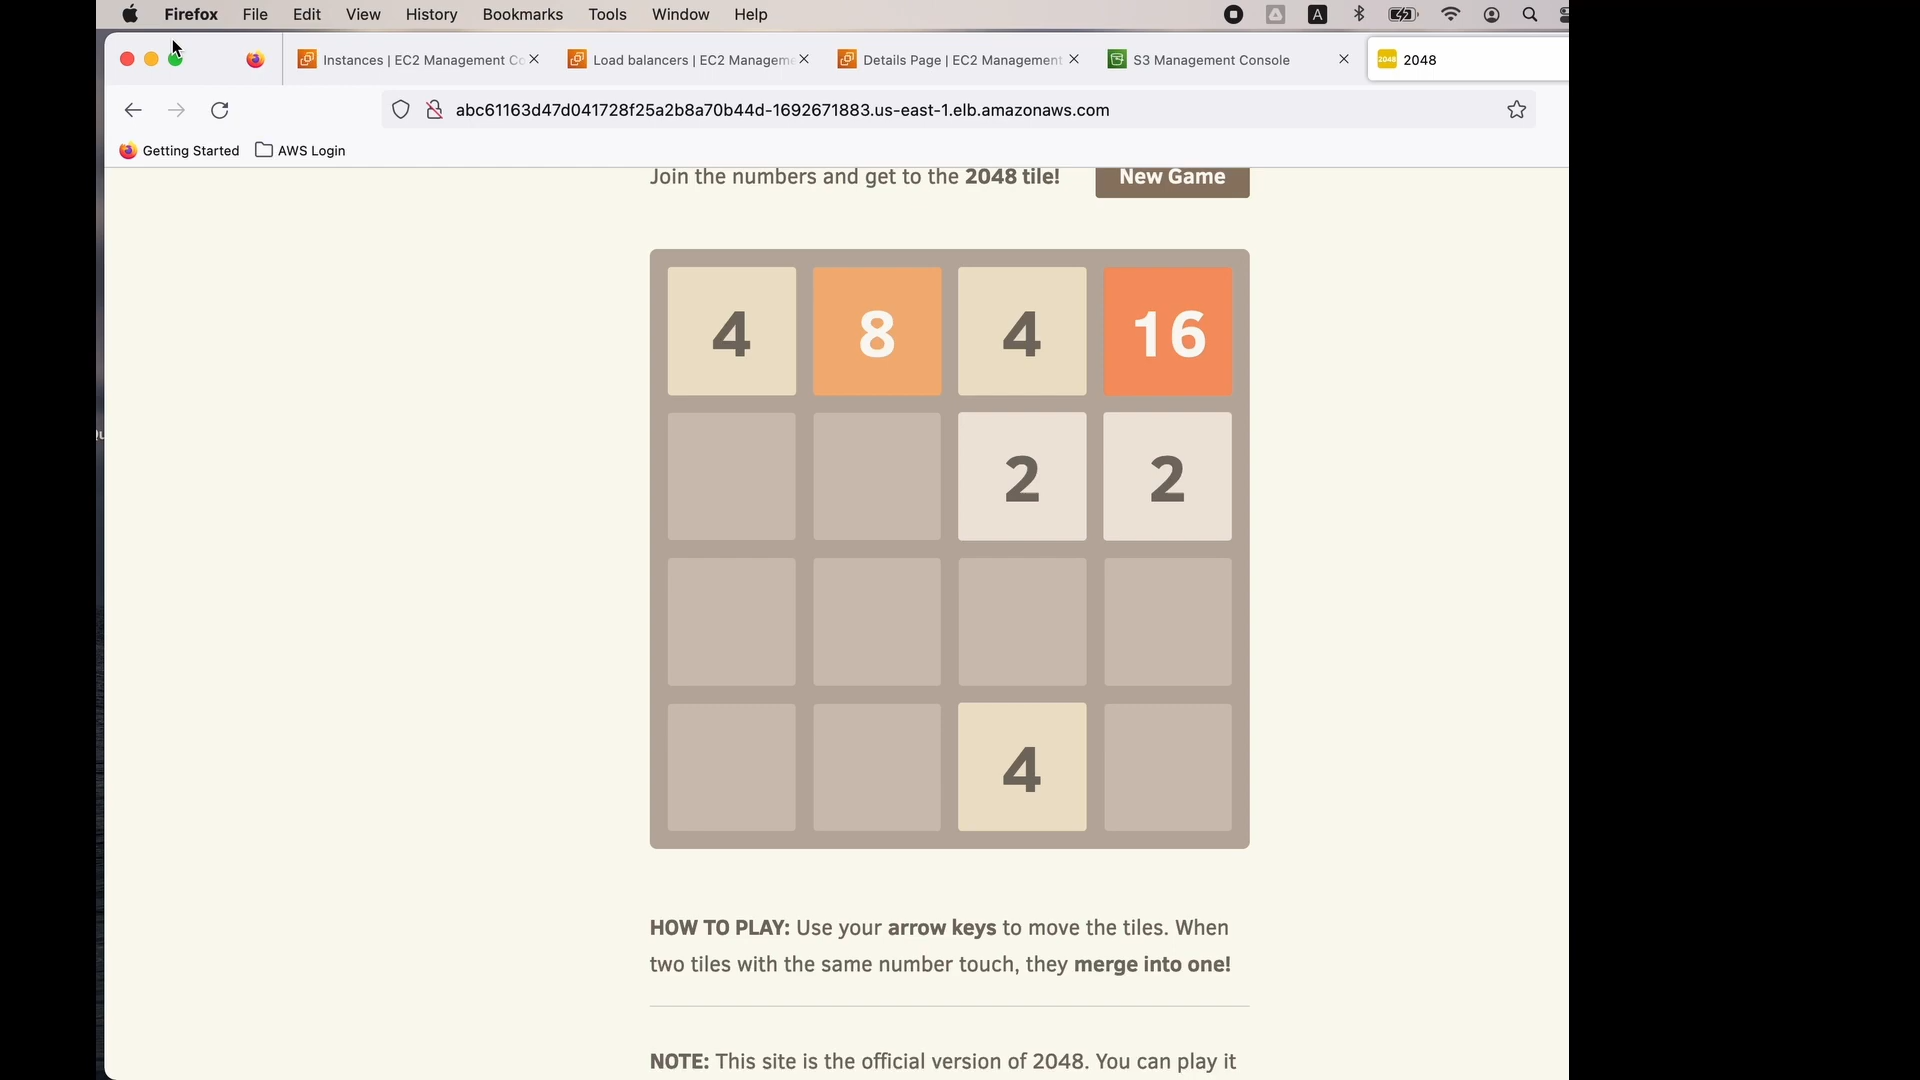 Firefox File Edit View History Bookmarks Tools Window Help A
Instances | EC2 Management Co Load balancers | EC2 Manageme Details Page | EC2 Management S3 Management Console 2048 2048
abc61163d47d041728f25a2b8a70b44d-1692671883.us-east-1.elb.amazonaws.com
Getting Started AWS Login
Join the numbers and get to the 2048 tile! New Game
4 8 4 16
2 2
4
HOW TO PLAY: Use your arrow keys to move the tiles. When
two tiles with the same number touch, they merge into one!
NOTE: This site is the official version of 2048. You can play it